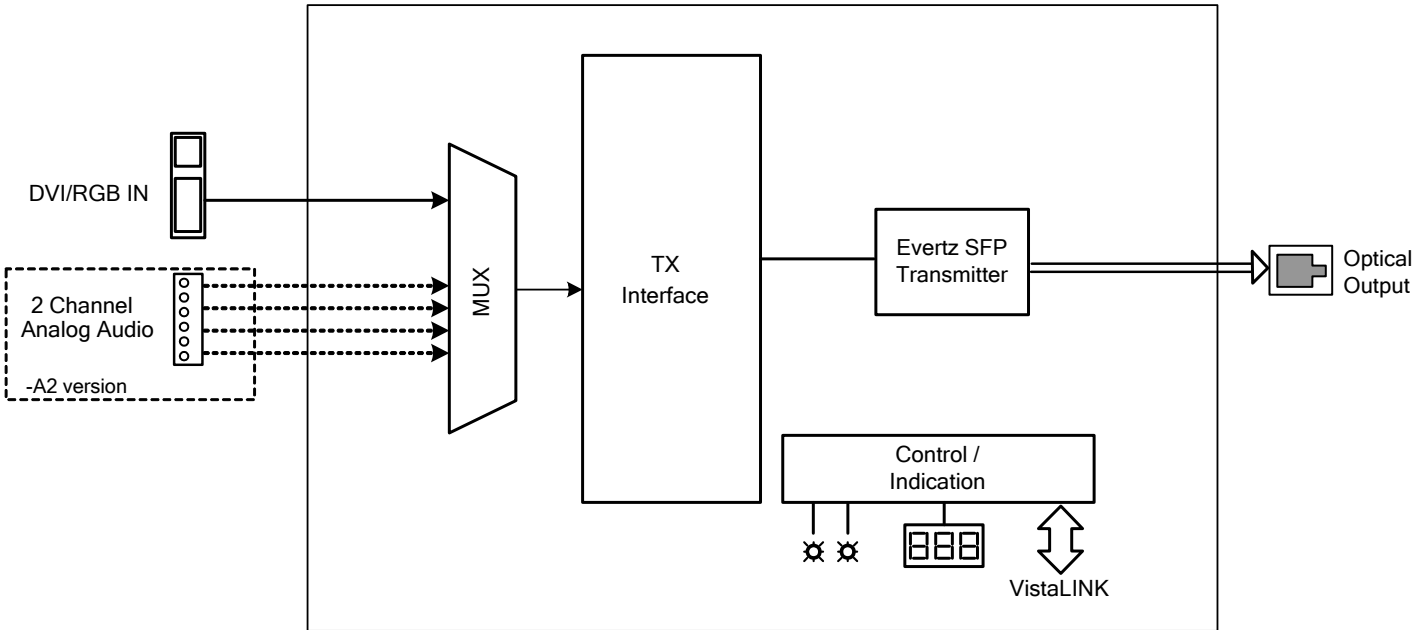 DVI/RGB IN
2 Channel
Analog Audio
-A2 version
MUX
TX
Interface
Evertz SFP
Transmitter
Optical
Output
Control /
Indication
888
VistaLINK